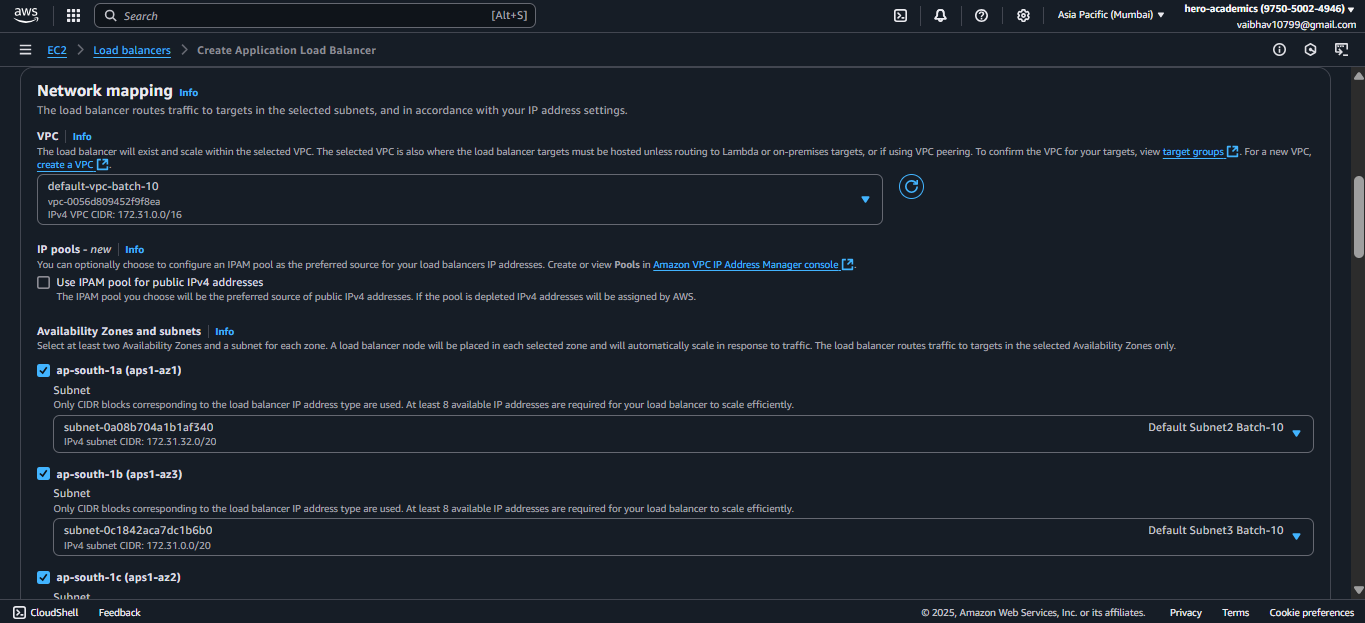 aws
Search [Alt+S]
Asia Pacific (Mumbai)
hero-academics (9750-5002-4946)
vaibhav10799@gmail.com
EC2 > Load balancers > Create Application Load Balancer
Network mapping Info
The load balancer routes traffic to targets in the selected subnets, and in accordance with your IP address settings.
VPC | Info
The load balancer will exist and scale within the selected VPC. The selected VPC is also where the load balancer targets must be hosted unless routing to Lambda or on-premises targets, or if using VPC peering. To confirm the VPC for your targets, view target groups. For a new VPC,
create a VPC.
default-vpc-batch-10
vpc-0056d809452f9f8ea
IPv4 VPC CIDR: 172.31.0.0/16
IP pools - new | Info
You can optionally choose to configure an IPAM pool as the preferred source for your load balancers IP addresses. Create or view Pools in Amazon VPC IP Address Manager console.
Use IPAM pool for public IPv4 addresses
The IPAM pool you choose will be the preferred source of public IPv4 addresses. If the pool is depleted IPv4 addresses will be assigned by AWS.
Availability Zones and subnets | Info
Select at least two Availability Zones and a subnet for each zone. A load balancer node will be placed in each selected zone and will automatically scale in response to traffic. The load balancer routes traffic to targets in the selected Availability Zones only.
ap-south-1a (aps1-az1)
Subnet
Only CIDR blocks corresponding to the load balancer IP address type are used. At least 8 available IP addresses are required for your load balancer to scale efficiently.
subnet-0a08b704a1b1af340 Default Subnet2 Batch-10
IPv4 subnet CIDR: 172.31.32.0/20
ap-south-1b (aps1-az3)
Subnet
Only CIDR blocks corresponding to the load balancer IP address type are used. At least 8 available IP addresses are required for your load balancer to scale efficiently.
subnet-0c1842aca7dc1b6b0 Default Subnet3 Batch-10
IPv4 subnet CIDR: 172.31.0.0/20
ap-south-1c (aps1-az2)
Subnet
CloudShell Feedback © 2025, Amazon Web Services, Inc. or its affiliates. Privacy Terms Cookie preferences